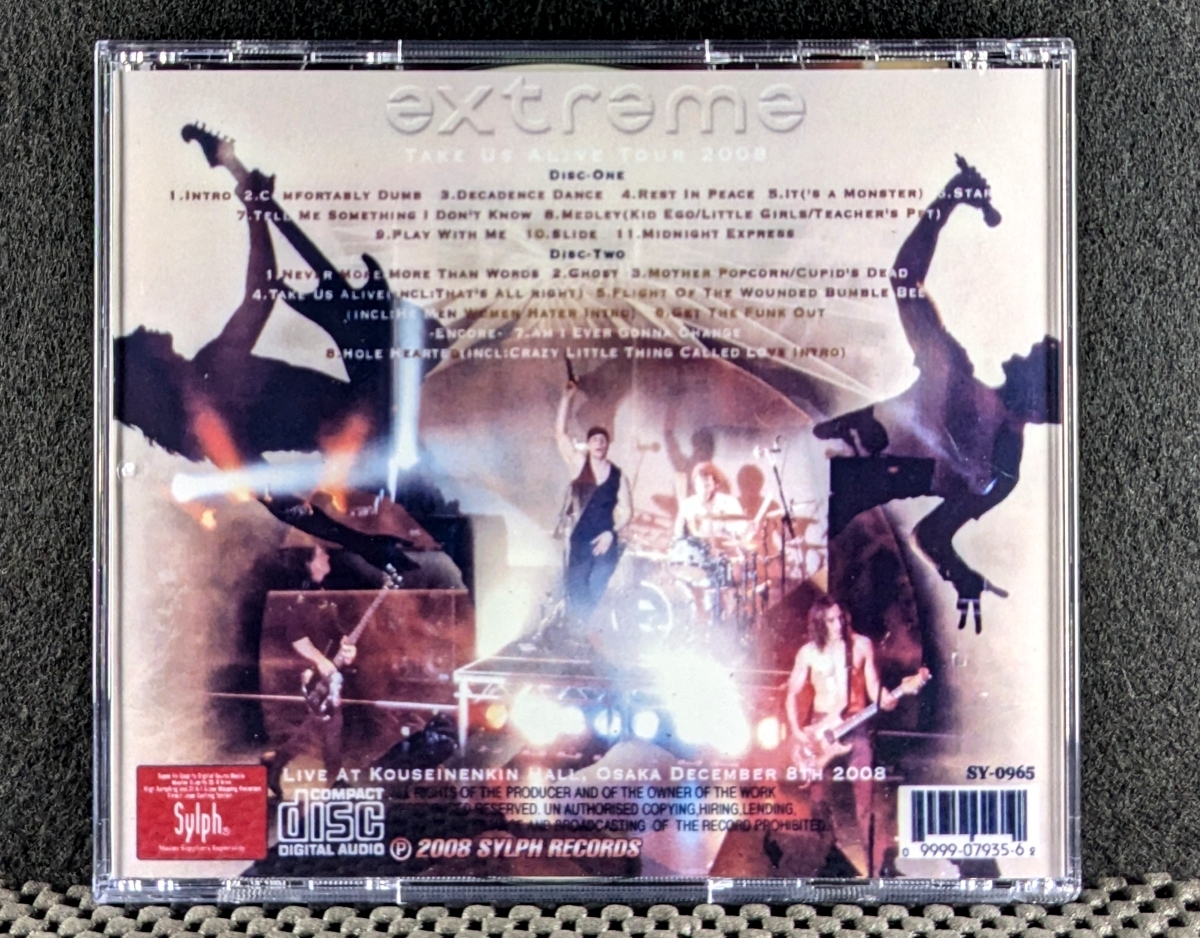 extreme
Take Us Alive Tour 2008
Disc-One
1.Intro 2.Comfortably Dumb 3.Decadence Dance 4.Rest In Peace 5.It('s a Monster) 6.Star
7.Tell Me Something I Don't Know 8.Medley(Kid Ego/Little Girls/Teacher's Pet)
9.Play With Me 10.Slide 11.Midnight Express
Disc-Two
1.Never More More Than Words 2.Ghost 3.Mother Popcorn/Cupid's Dead
4.Take Us Alive(incl:That's All Right) 5.Flight Of The Wounded Bumble Bee
(incl:He Men Women Hater Intro) 6.Get The Funk Out
-Encore- 7.Am I Ever Gonna Change
8.Hole Hearted(incl:Crazy Little Thing Called Love Intro)
Live At Kouseinenkin Hall, Osaka December 8th 2008
SY-0965
Sylph®
COMPACT
disc
DIGITAL AUDIO
ALL RIGHTS OF THE PRODUCER AND OF THE OWNER OF THE WORK
RESERVED. UN AUTHORISED COPYING,HIRING,LENDING,
AND BROADCASTING OF THE RECORD PROHIBITED.
℗ 2008 SYLPH RECORDS
0 9999-07935-6